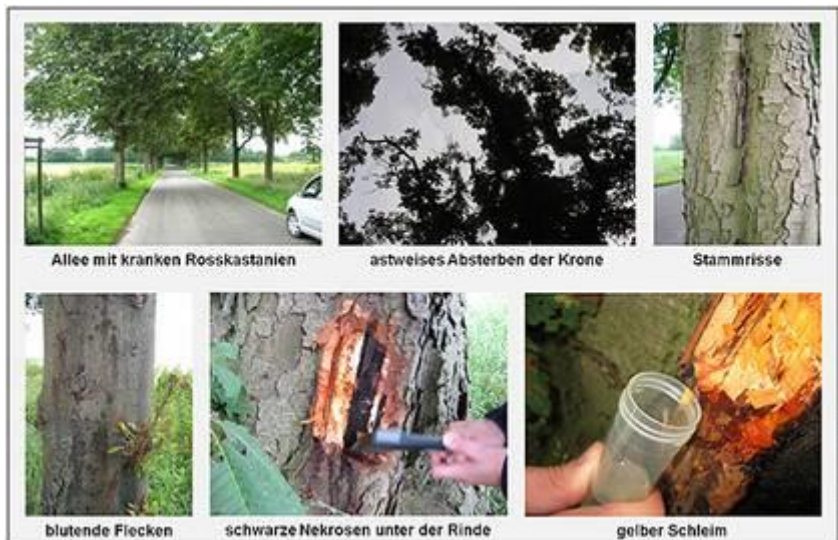 Allee mit kranken Rosskastanien
astweises Absterben der Krone
Stammrisse
blutende Flecken
schwarze Nekrosen unter der Rinde
gelber Schleim